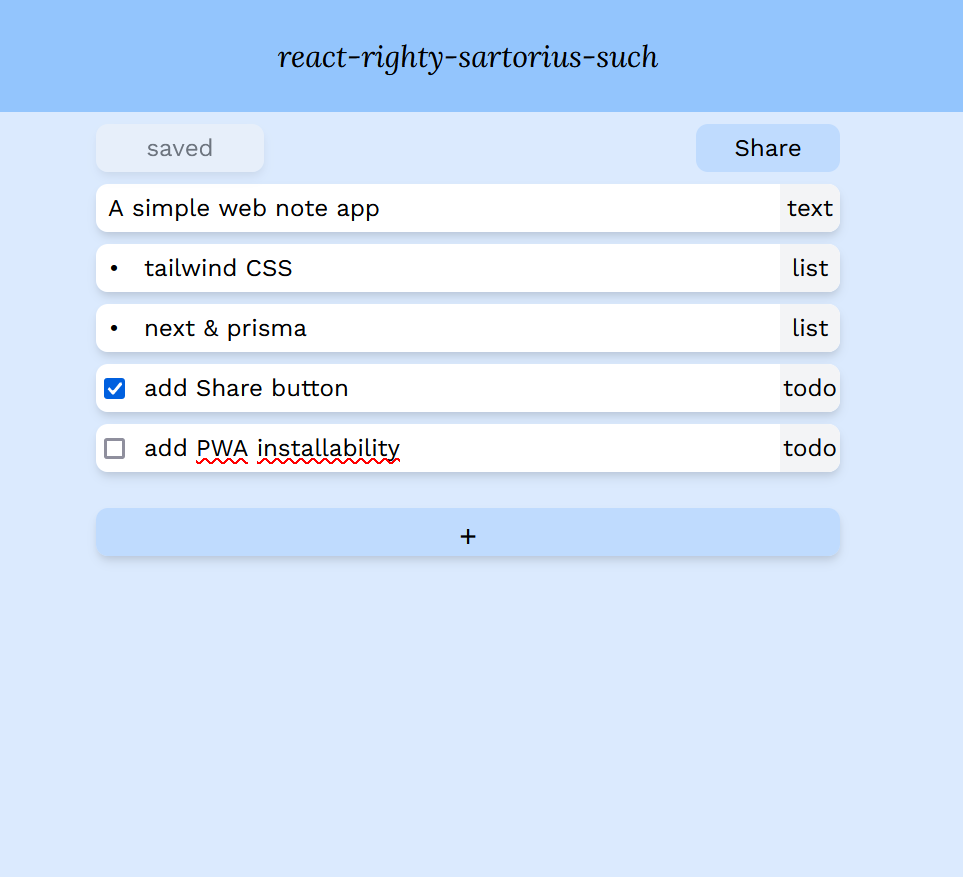 react-righty-sartorius-such
saved Share
A simple web note app text
• tailwind CSS list
• next & prisma list
add Share button todo
add PWA installability todo
+